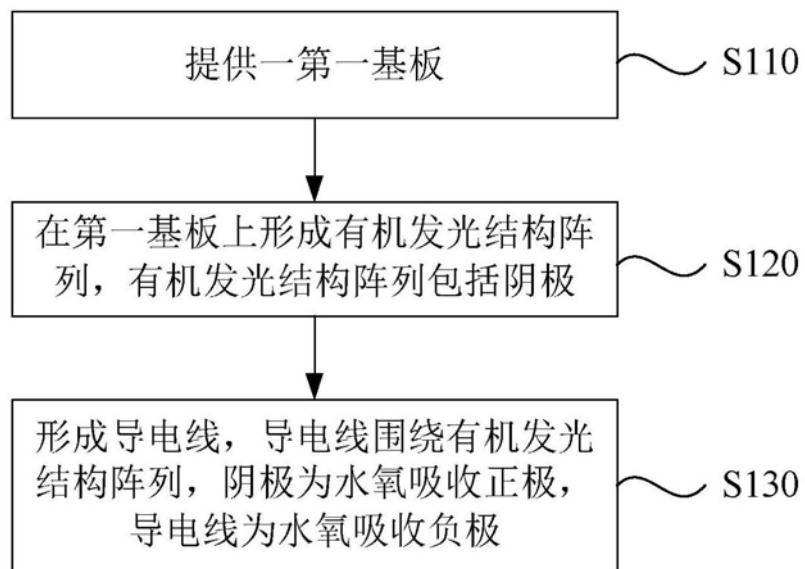 提供一第一基板
S110
在第一基板上形成有机发光结构阵
列，有机发光结构阵列包括阴极
S120
形成导电线，导电线围绕有机发光
结构阵列，阴极为水氧吸收正极，
导电线为水氧吸收负极
S130